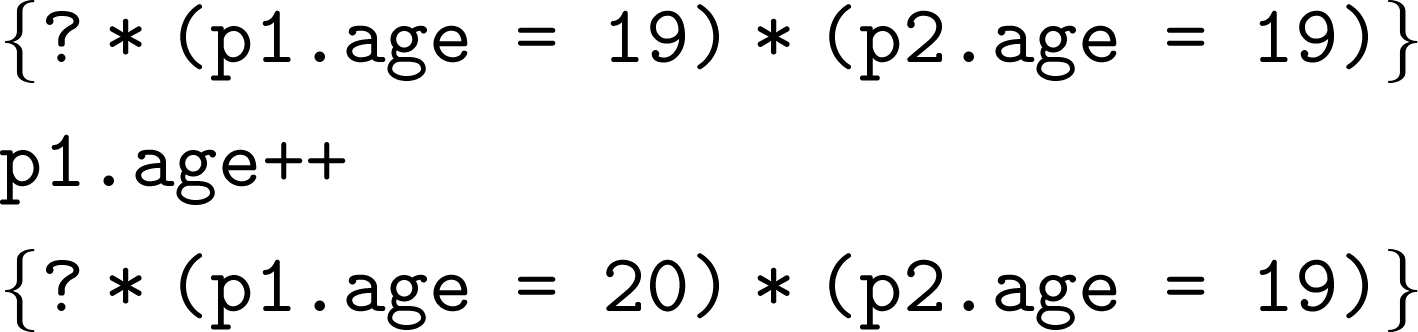 {? * (p1.age = 19) * (p2.age = 19)}
p1.age++
{? * (p1.age = 20) * (p2.age = 19)}